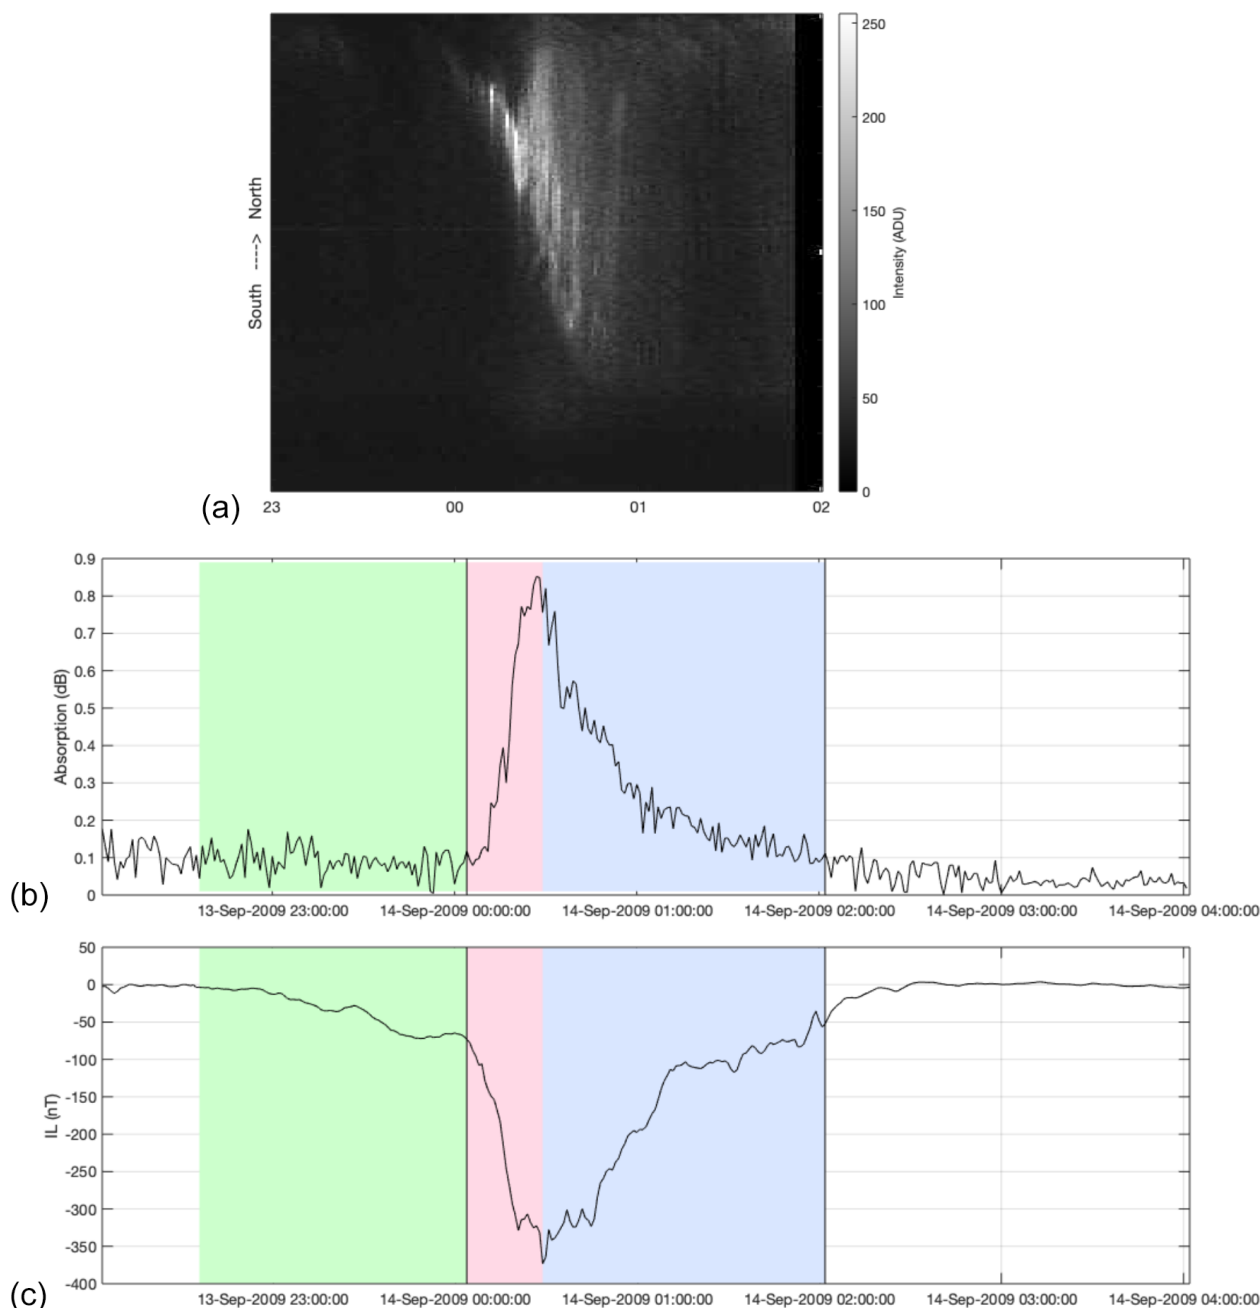 250
200
150
100
50
0
Intensity (ADU)
South ----> North
(a)
23 00 01 02
0.9
0.8
0.7
0.6
0.5
0.4
0.3
0.2
0.1
0
Absorption (dB)
(b)
13-Sep-2009 23:00:00 14-Sep-2009 00:00:00 14-Sep-2009 01:00:00 14-Sep-2009 02:00:00 14-Sep-2009 03:00:00 14-Sep-2009 04:00:00
50
0
-50
-100
-150
-200
-250
-300
-350
-400
IL (nT)
(c)
13-Sep-2009 23:00:00 14-Sep-2009 00:00:00 14-Sep-2009 01:00:00 14-Sep-2009 02:00:00 14-Sep-2009 03:00:00 14-Sep-2009 04:00:00